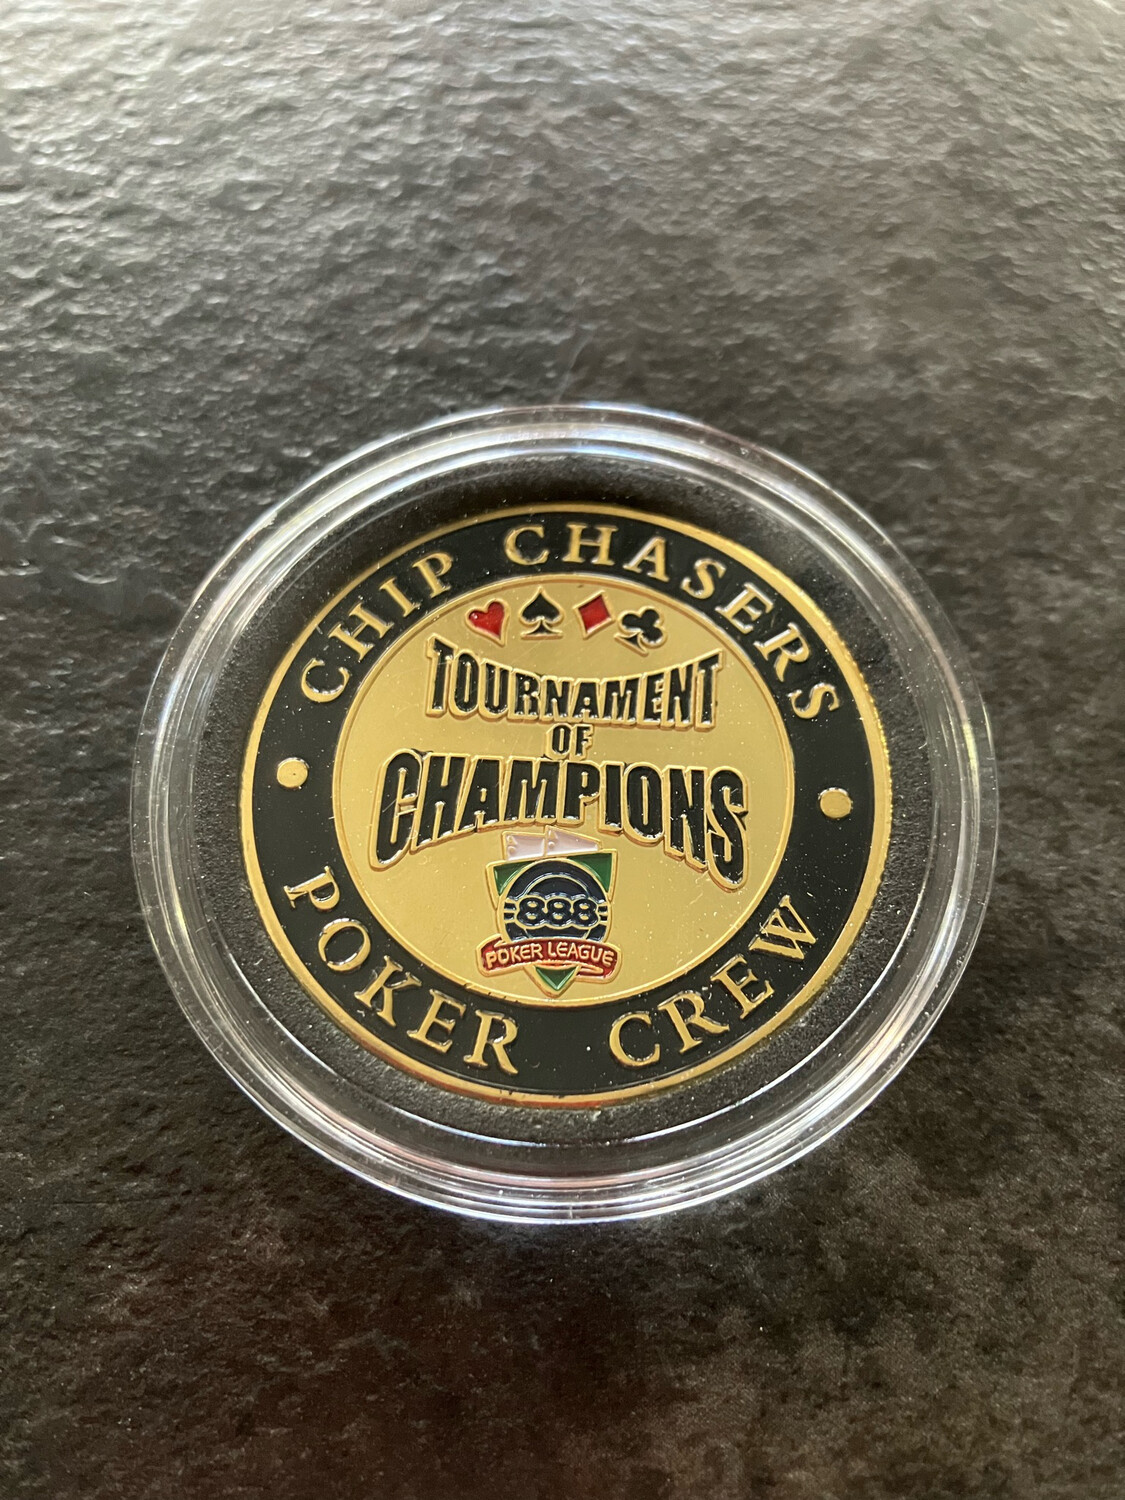 CHIP CHASERS
TOURNAMENT
OF
CHAMPIONS
888
POKER LEAGUE
POKER CREW